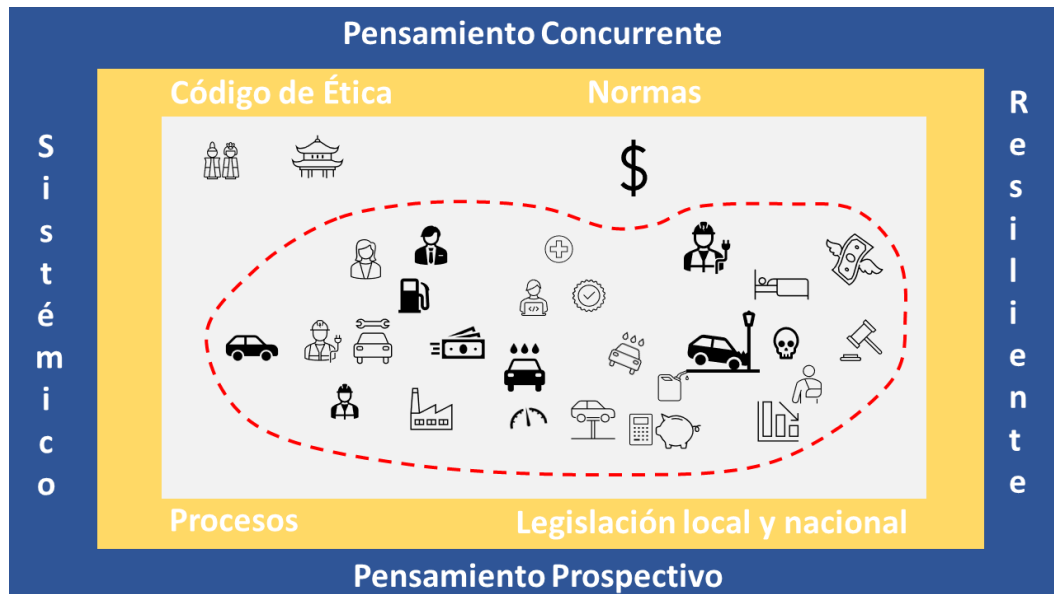 Pensamiento Concurrente
Código de Ética
Normas
Sistémico
Resiliente
$
Procesos
Legislación local y nacional
Pensamiento Prospectivo